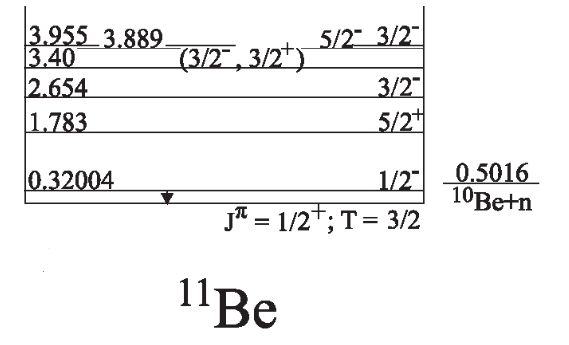 3.955 3.889 5/2⁻ 3/2⁻
3.40 (3/2⁻, 3/2⁺)
2.654 3/2⁻
1.783 5/2⁺
0.32004 1/2⁻
0.5016
¹⁰Be+n
Jᵖⁱ = 1/2⁺; T = 3/2
¹¹Be